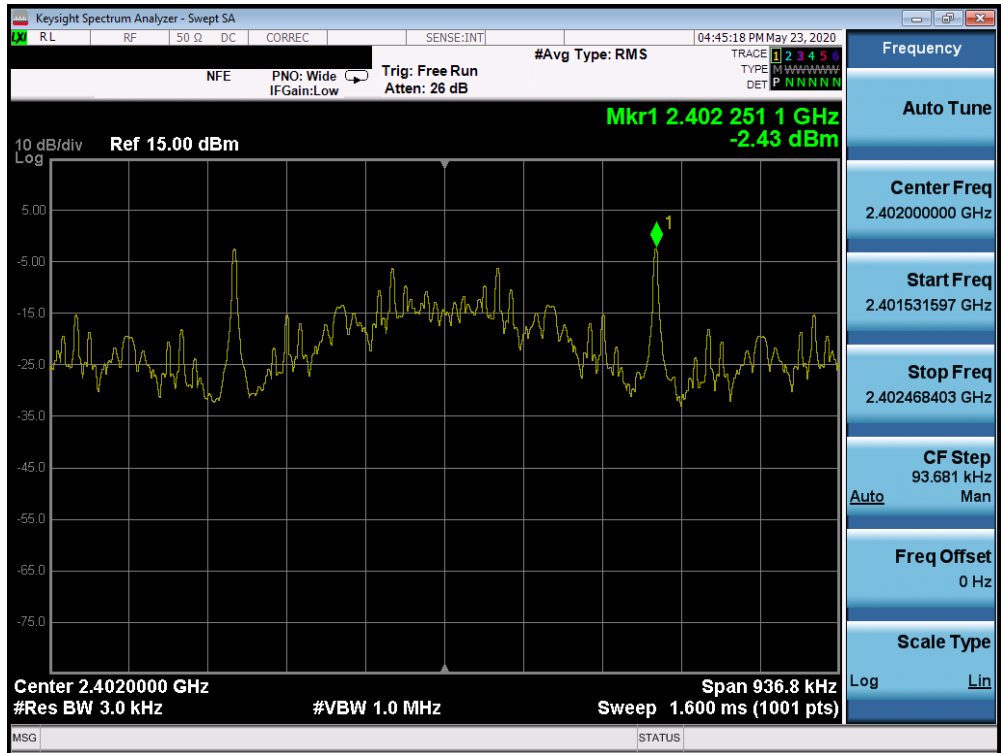 Keysight Spectrum Analyzer - Swept SA
LXI RL RF 50 Ω DC CORREC SENSE:INT 04:45:18 PM May 23, 2020
#Avg Type: RMS
TRACE 1 2 3 4 5 6
TYPE M WWWWW
DET P N N N N N
NFE
PNO: Wide
IFGain:Low
Trig: Free Run
Atten: 26 dB
Mkr1 2.402 251 1 GHz
-2.43 dBm
10 dB/div
Log
Ref 15.00 dBm
1
5.00
-5.00
-15.0
-25.0
-35.0
-45.0
-55.0
-65.0
-75.0
Center 2.4020000 GHz
Span 936.8 kHz
#Res BW 3.0 kHz
#VBW 1.0 MHz
Sweep 1.600 ms (1001 pts)
MSG
STATUS
Frequency
Auto Tune
Center Freq
2.402000000 GHz
Start Freq
2.401531597 GHz
Stop Freq
2.402468403 GHz
CF Step
93.681 kHz
Auto Man
Freq Offset
0 Hz
Scale Type
Log Lin